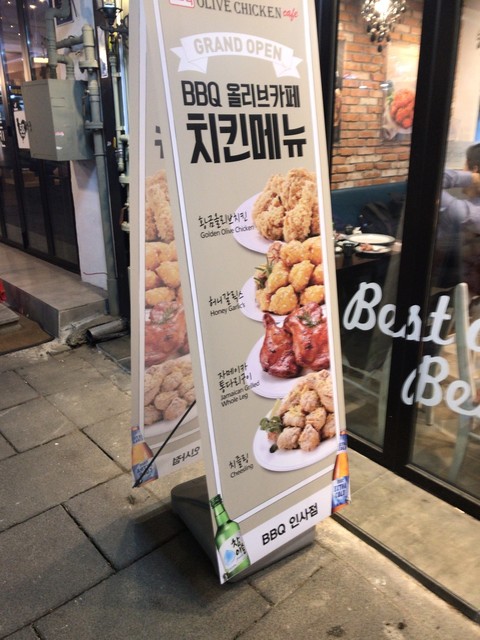 OLIVE CHICKEN cafe
GRAND OPEN
BBQ 올리브카페
치킨메뉴
황금올리브치킨
Golden Olive Chicken
허니갈릭스
Honey Garlics
자메이카
통다리구이
Jamaican Grilled
Whole Leg
치즐링
Cheesling
BBQ 인사점
Best
Be